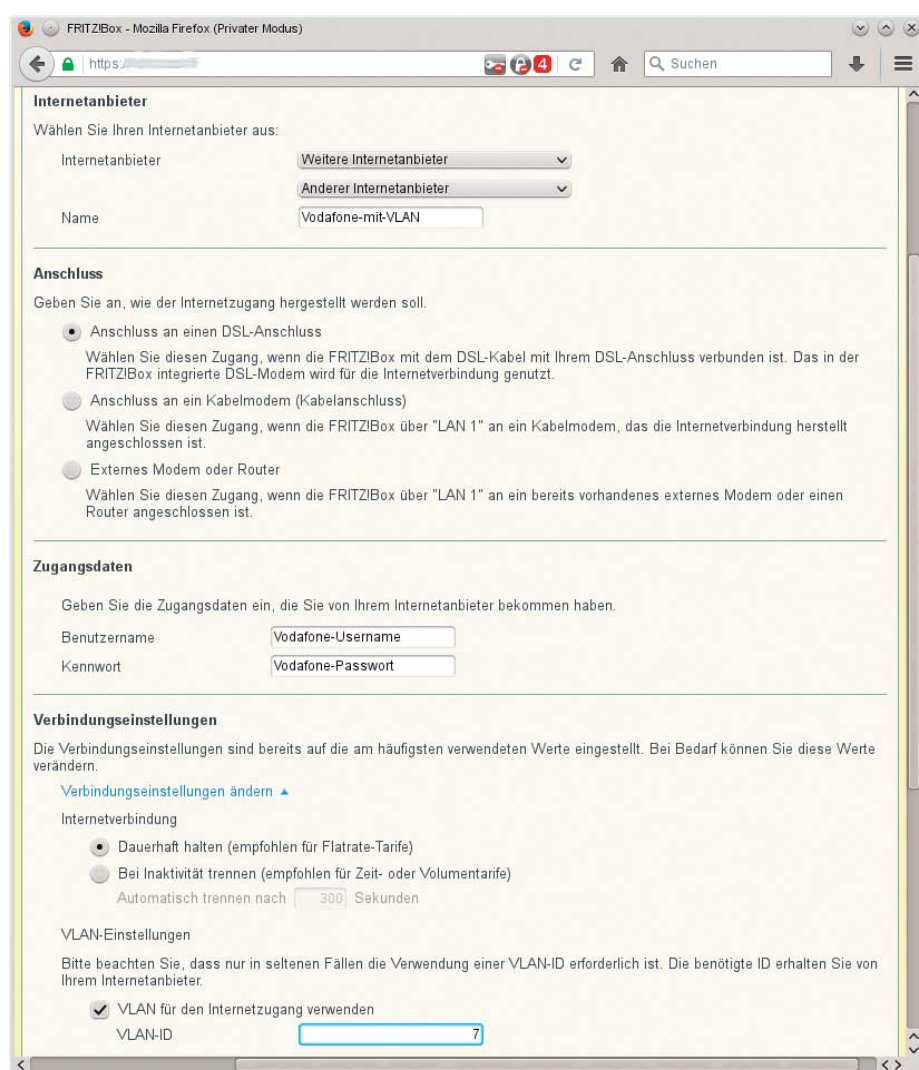 FRITZ!Box - Mozilla Firefox (Privater Modus)
https:/
4
Suchen
Internetanbieter
Wählen Sie Ihren Internetanbieter aus:
Internetanbieter
Weitere Internetanbieter
Anderer Internetanbieter
Name
Vodafone-mit-VLAN
Anschluss
Geben Sie an, wie der Internetzugang hergestellt werden soll.
Anschluss an einen DSL-Anschluss
Wählen Sie diesen Zugang, wenn die FRITZ!Box mit dem DSL-Kabel mit Ihrem DSL-Anschluss verbunden ist. Das in der
FRITZ!Box integrierte DSL-Modem wird für die Internetverbindung genutzt.
Anschluss an ein Kabelmodem (Kabelanschluss)
Wählen Sie diesen Zugang, wenn die FRITZ!Box über "LAN 1" an ein Kabelmodem, das die Internetverbindung herstellt
angeschlossen ist.
Externes Modem oder Router
Wählen Sie diesen Zugang, wenn die FRITZ!Box über "LAN 1" an ein bereits vorhandenes externes Modem oder einen
Router angeschlossen ist.
Zugangsdaten
Geben Sie die Zugangsdaten ein, die Sie von Ihrem Internetanbieter bekommen haben.
Benutzername
Vodafone-Username
Kennwort
Vodafone-Passwort
Verbindungseinstellungen
Die Verbindungseinstellungen sind bereits auf die am häufigsten verwendeten Werte eingestellt. Bei Bedarf können Sie diese Werte
verändern.
Verbindungseinstellungen ändern
Internetverbindung
Dauerhaft halten (empfohlen für Flatrate-Tarife)
Bei Inaktivität trennen (empfohlen für Zeit- oder Volumentarife)
Automatisch trennen nach 300 Sekunden
VLAN-Einstellungen
Bitte beachten Sie, dass nur in seltenen Fällen die Verwendung einer VLAN-ID erforderlich ist. Die benötigte ID erhalten Sie von
Ihrem Internetanbieter.
VLAN für den Internetzugang verwenden
VLAN-ID
7